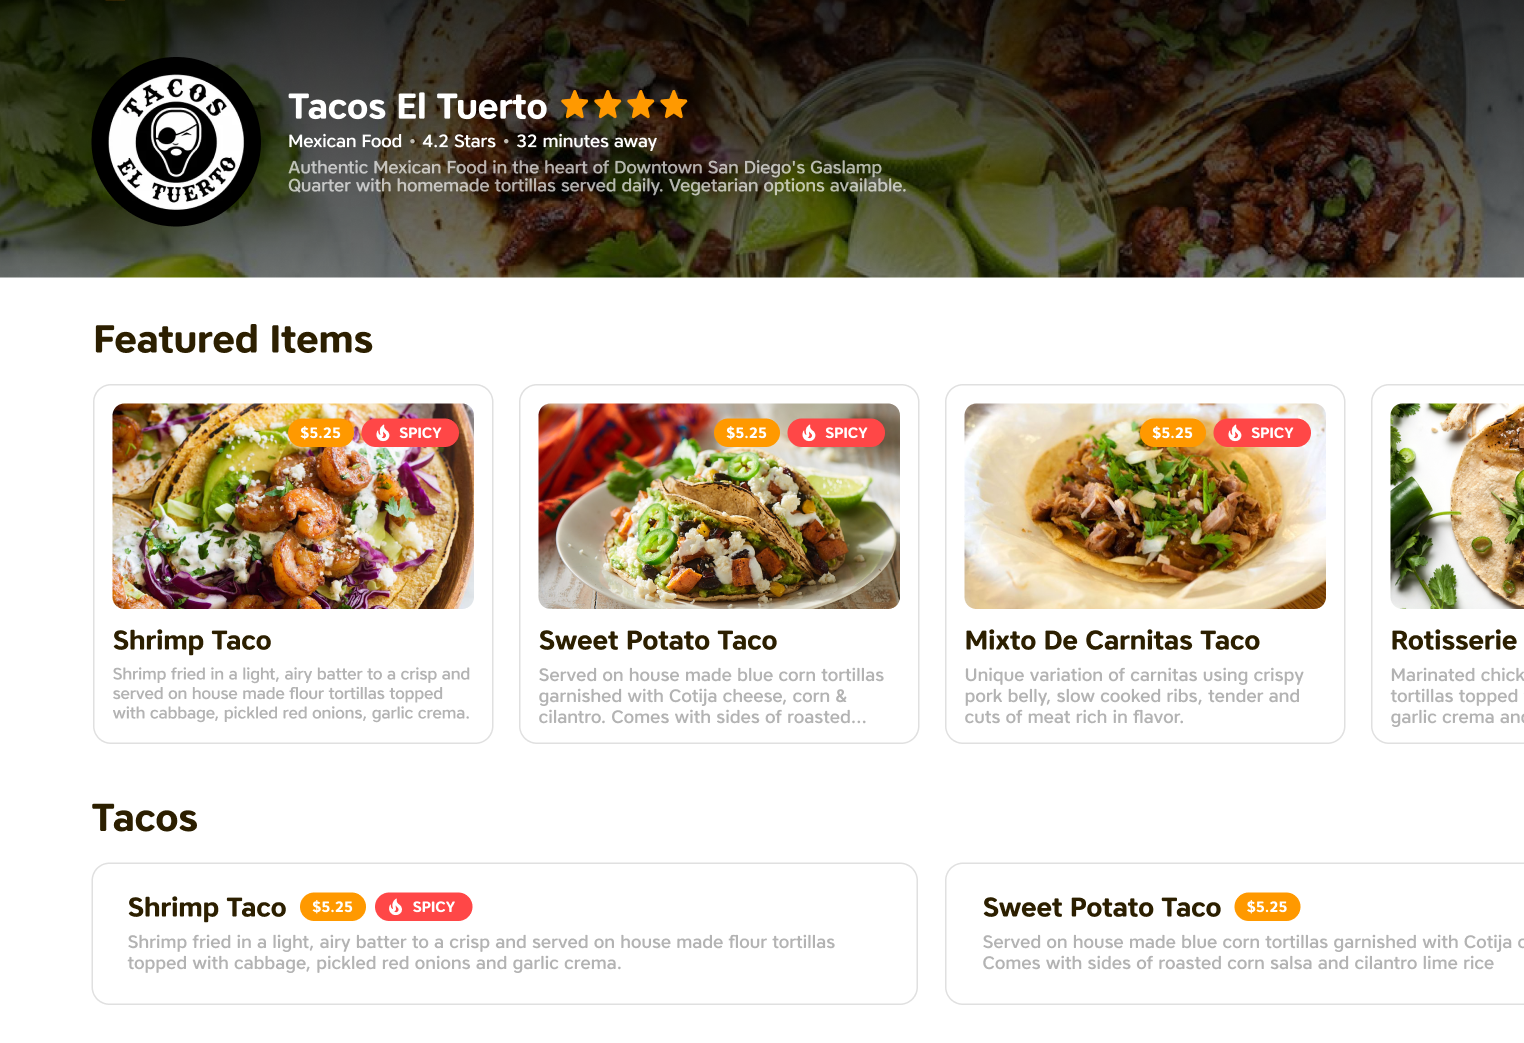 TACOS
EL TUERTO
Tacos El Tuerto
Mexican Food • 4.2 Stars • 32 minutes away
Authentic Mexican Food in the heart of Downtown San Diego's Gaslamp
Quarter with homemade tortillas served daily. Vegetarian options available.
Featured Items
$5.25 SPICY
Shrimp Taco
Shrimp fried in a light, airy batter to a crisp and
served on house made flour tortillas topped
with cabbage, pickled red onions, garlic crema.
$5.25 SPICY
Sweet Potato Taco
Served on house made blue corn tortillas
garnished with Cotija cheese, corn &
cilantro. Comes with sides of roasted...
$5.25 SPICY
Mixto De Carnitas Taco
Unique variation of carnitas using crispy
pork belly, slow cooked ribs, tender and
cuts of meat rich in flavor.
Rotisserie
Marinated chick
tortillas topped
garlic crema and
Tacos
Shrimp Taco $5.25 SPICY
Shrimp fried in a light, airy batter to a crisp and served on house made flour tortillas
topped with cabbage, pickled red onions and garlic crema.
Sweet Potato Taco $5.25
Served on house made blue corn tortillas garnished with Cotija
Comes with sides of roasted corn salsa and cilantro lime rice